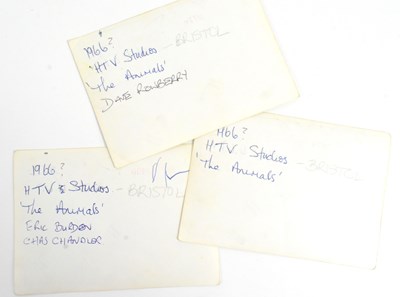 1966?
'HTV Studios - BRISTOL
'The Animals'
DAVE ROWBERRY
1966?
HTV Studios - BRISTOL
'The Animals'
1966?
HTV Studios - BRISTOL
'The Animals'
ERIC BURDEN
CHAS CHANDLER